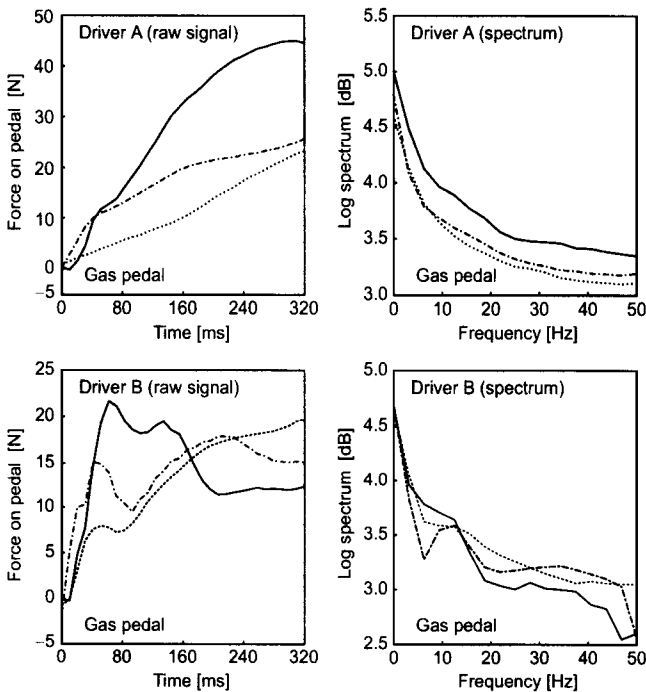 Driver A (raw signal)
Force on pedal [N]
50
40
30
20
10
0
−5
Gas pedal
0 80 160 240 320
Time [ms]
Driver A (spectrum)
Log spectrum [dB]
5.5
5.0
4.5
4.0
3.5
3.0
Gas pedal
0 10 20 30 40 50
Frequency [Hz]
Driver B (raw signal)
Force on pedal [N]
25
20
15
10
5
0
−5
Gas pedal
0 80 160 240 320
Time [ms]
Driver B (spectrum)
Log spectrum [dB]
5.0
4.5
4.0
3.5
3.0
2.5
Gas pedal
0 10 20 30 40 50
Frequency [Hz]